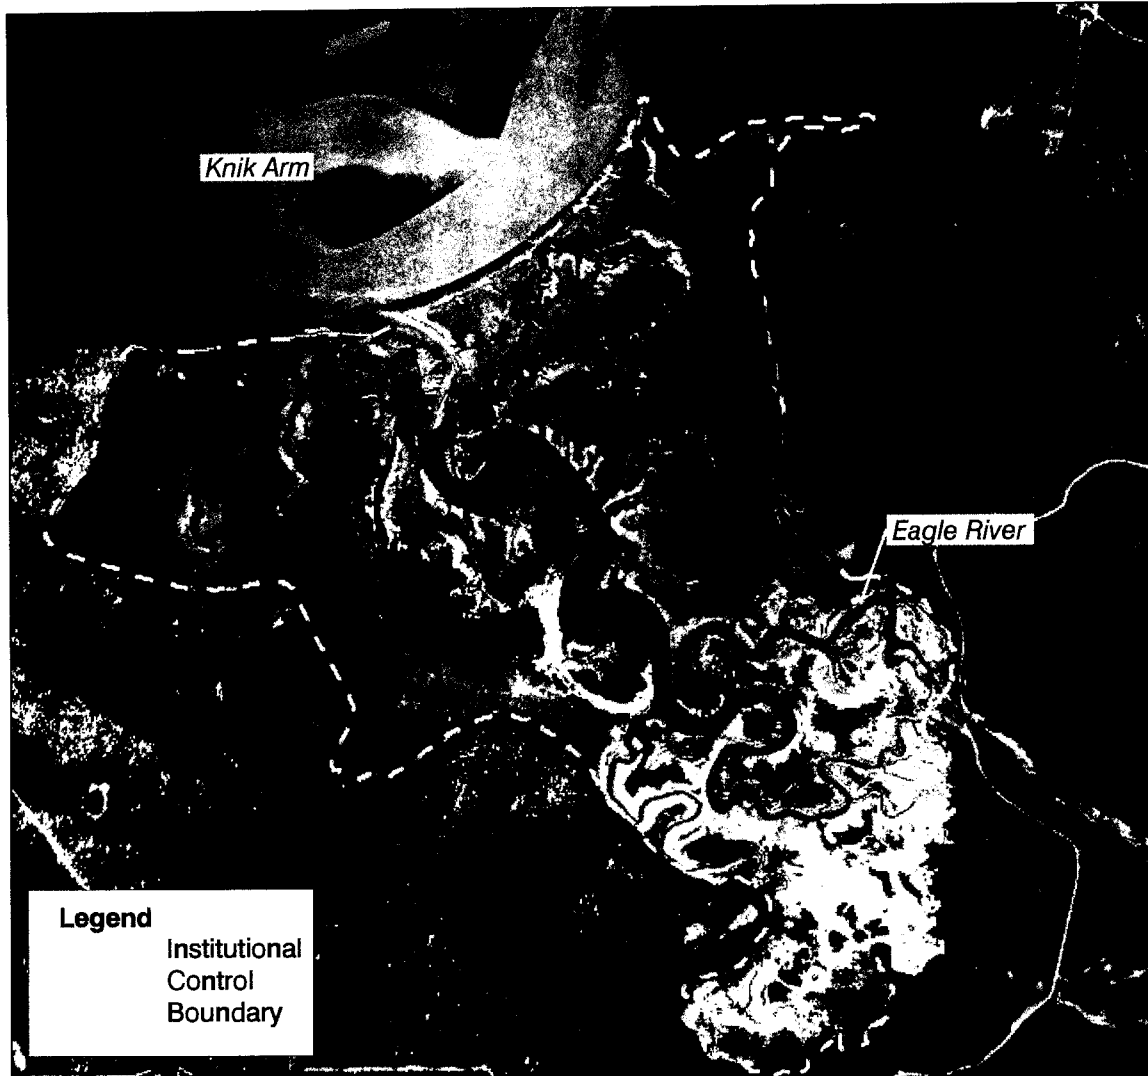 Knik Arm
Eagle River
Legend
Institutional
Control
Boundary